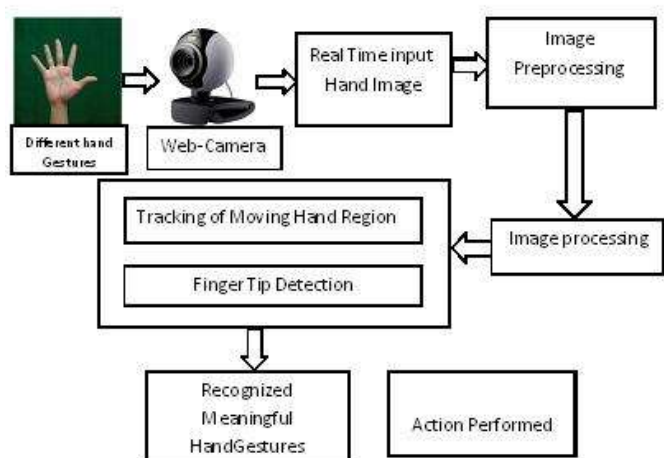 Different hand
Gestures
Web-Camera
Real Time input
Hand Image
Image
Preprocessing
Image processing
Tracking of Moving Hand Region
Finger Tip Detection
Recognized
Meaningful
HandGestures
Action Performed